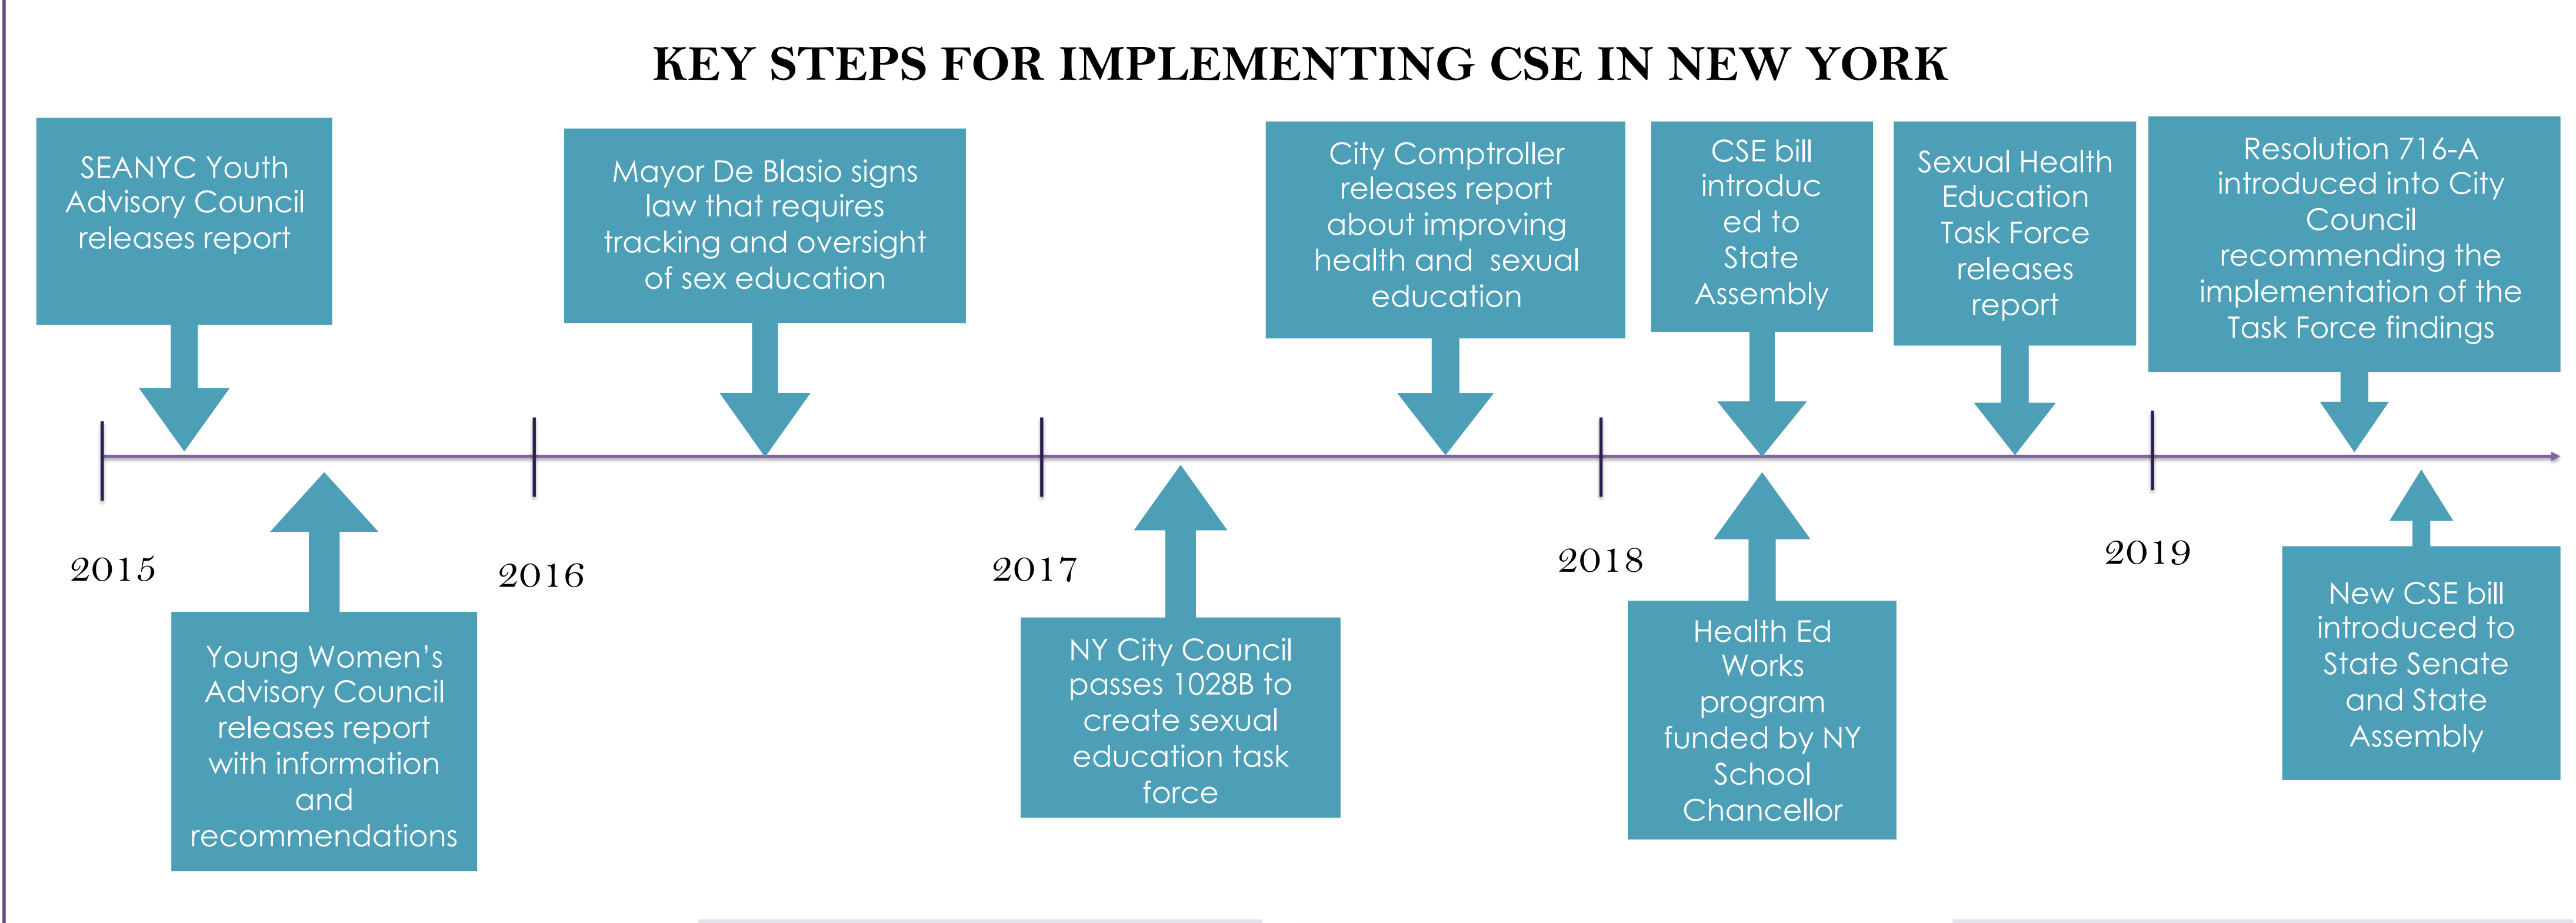 KEY STEPS FOR IMPLEMENTING CSE IN NEW YORK
SEANYC Youth
Advisory Council
releases report
Mayor De Blasio signs
law that requires
tracking and oversight
of sex education
City Comptroller
releases report
about improving
health and sexual
education
CSE bill
introduc
ed to
State
Assembly
Sexual Health
Education
Task Force
releases
report
Resolution 716-A
introduced into City
Council
recommending the
implementation of the
Task Force findings
2015
2016
2017
2018
2019
Young Women’s
Advisory Council
releases report
with information
and
recommendations
NY City Council
passes 1028B to
create sexual
education task
force
Health Ed
Works
program
funded by NY
School
Chancellor
New CSE bill
introduced to
State Senate
and State
Assembly